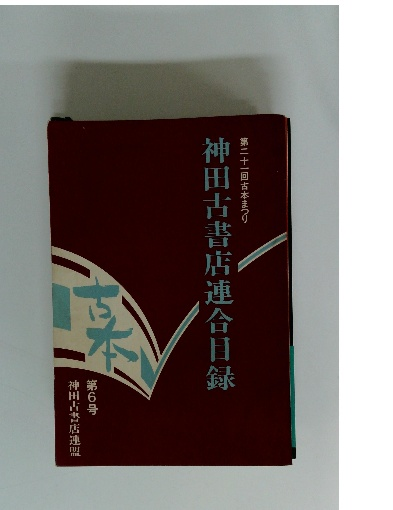 第二十一回古本まつり
神田古書店連合目録
古本
第6号
神田古書店連盟